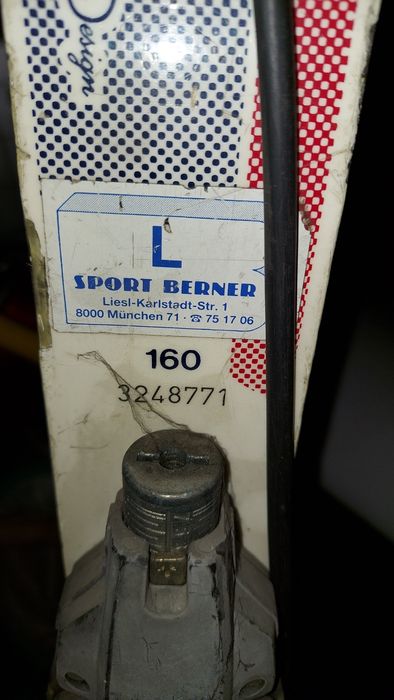 Design
L
SPORT BERNER
Liesl-Karlstadt-Str. 1
8000 München 71 · ☎ 75 17 06
160
3248771